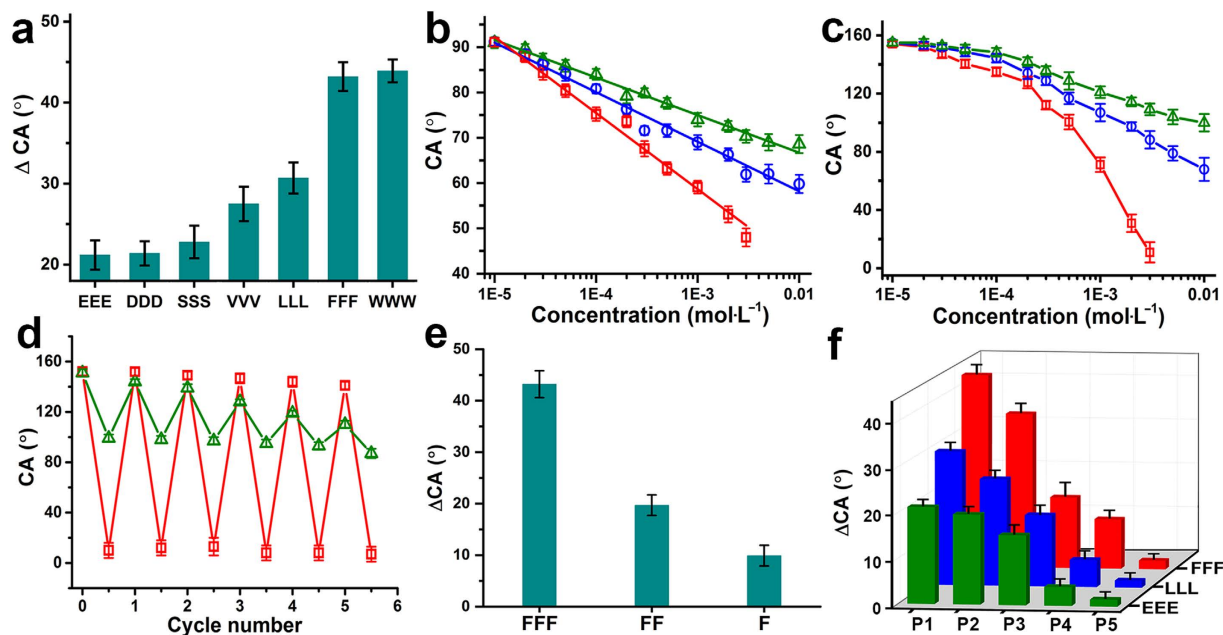 a
Δ CA (°)
50
40
30
20
EEE DDD SSS VVV LLL FFF WWW
b
CA (°)
90
80
70
60
50
40
1E-5 1E-4 1E-3 0.01
Concentration (mol·L⁻¹)
c
CA (°)
160
120
80
40
0
1E-5 1E-4 1E-3 0.01
Concentration (mol·L⁻¹)
d
CA (°)
160
120
80
40
0
0 1 2 3 4 5 6
Cycle number
e
ΔCA (°)
50
40
30
20
10
0
FFF FF F
f
ΔCA (°)
40
30
20
10
0
P1 P2 P3 P4 P5
FFF
LLL
EEE